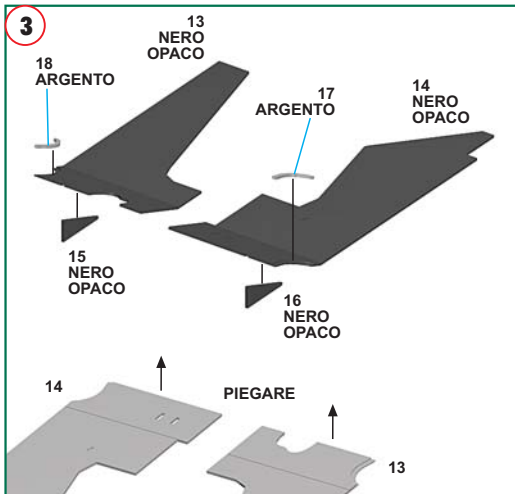 3
13
NERO
OPACO
18
ARGENTO
17
ARGENTO
14
NERO
OPACO
15
NERO
OPACO
16
NERO
OPACO
14
PIEGARE
13